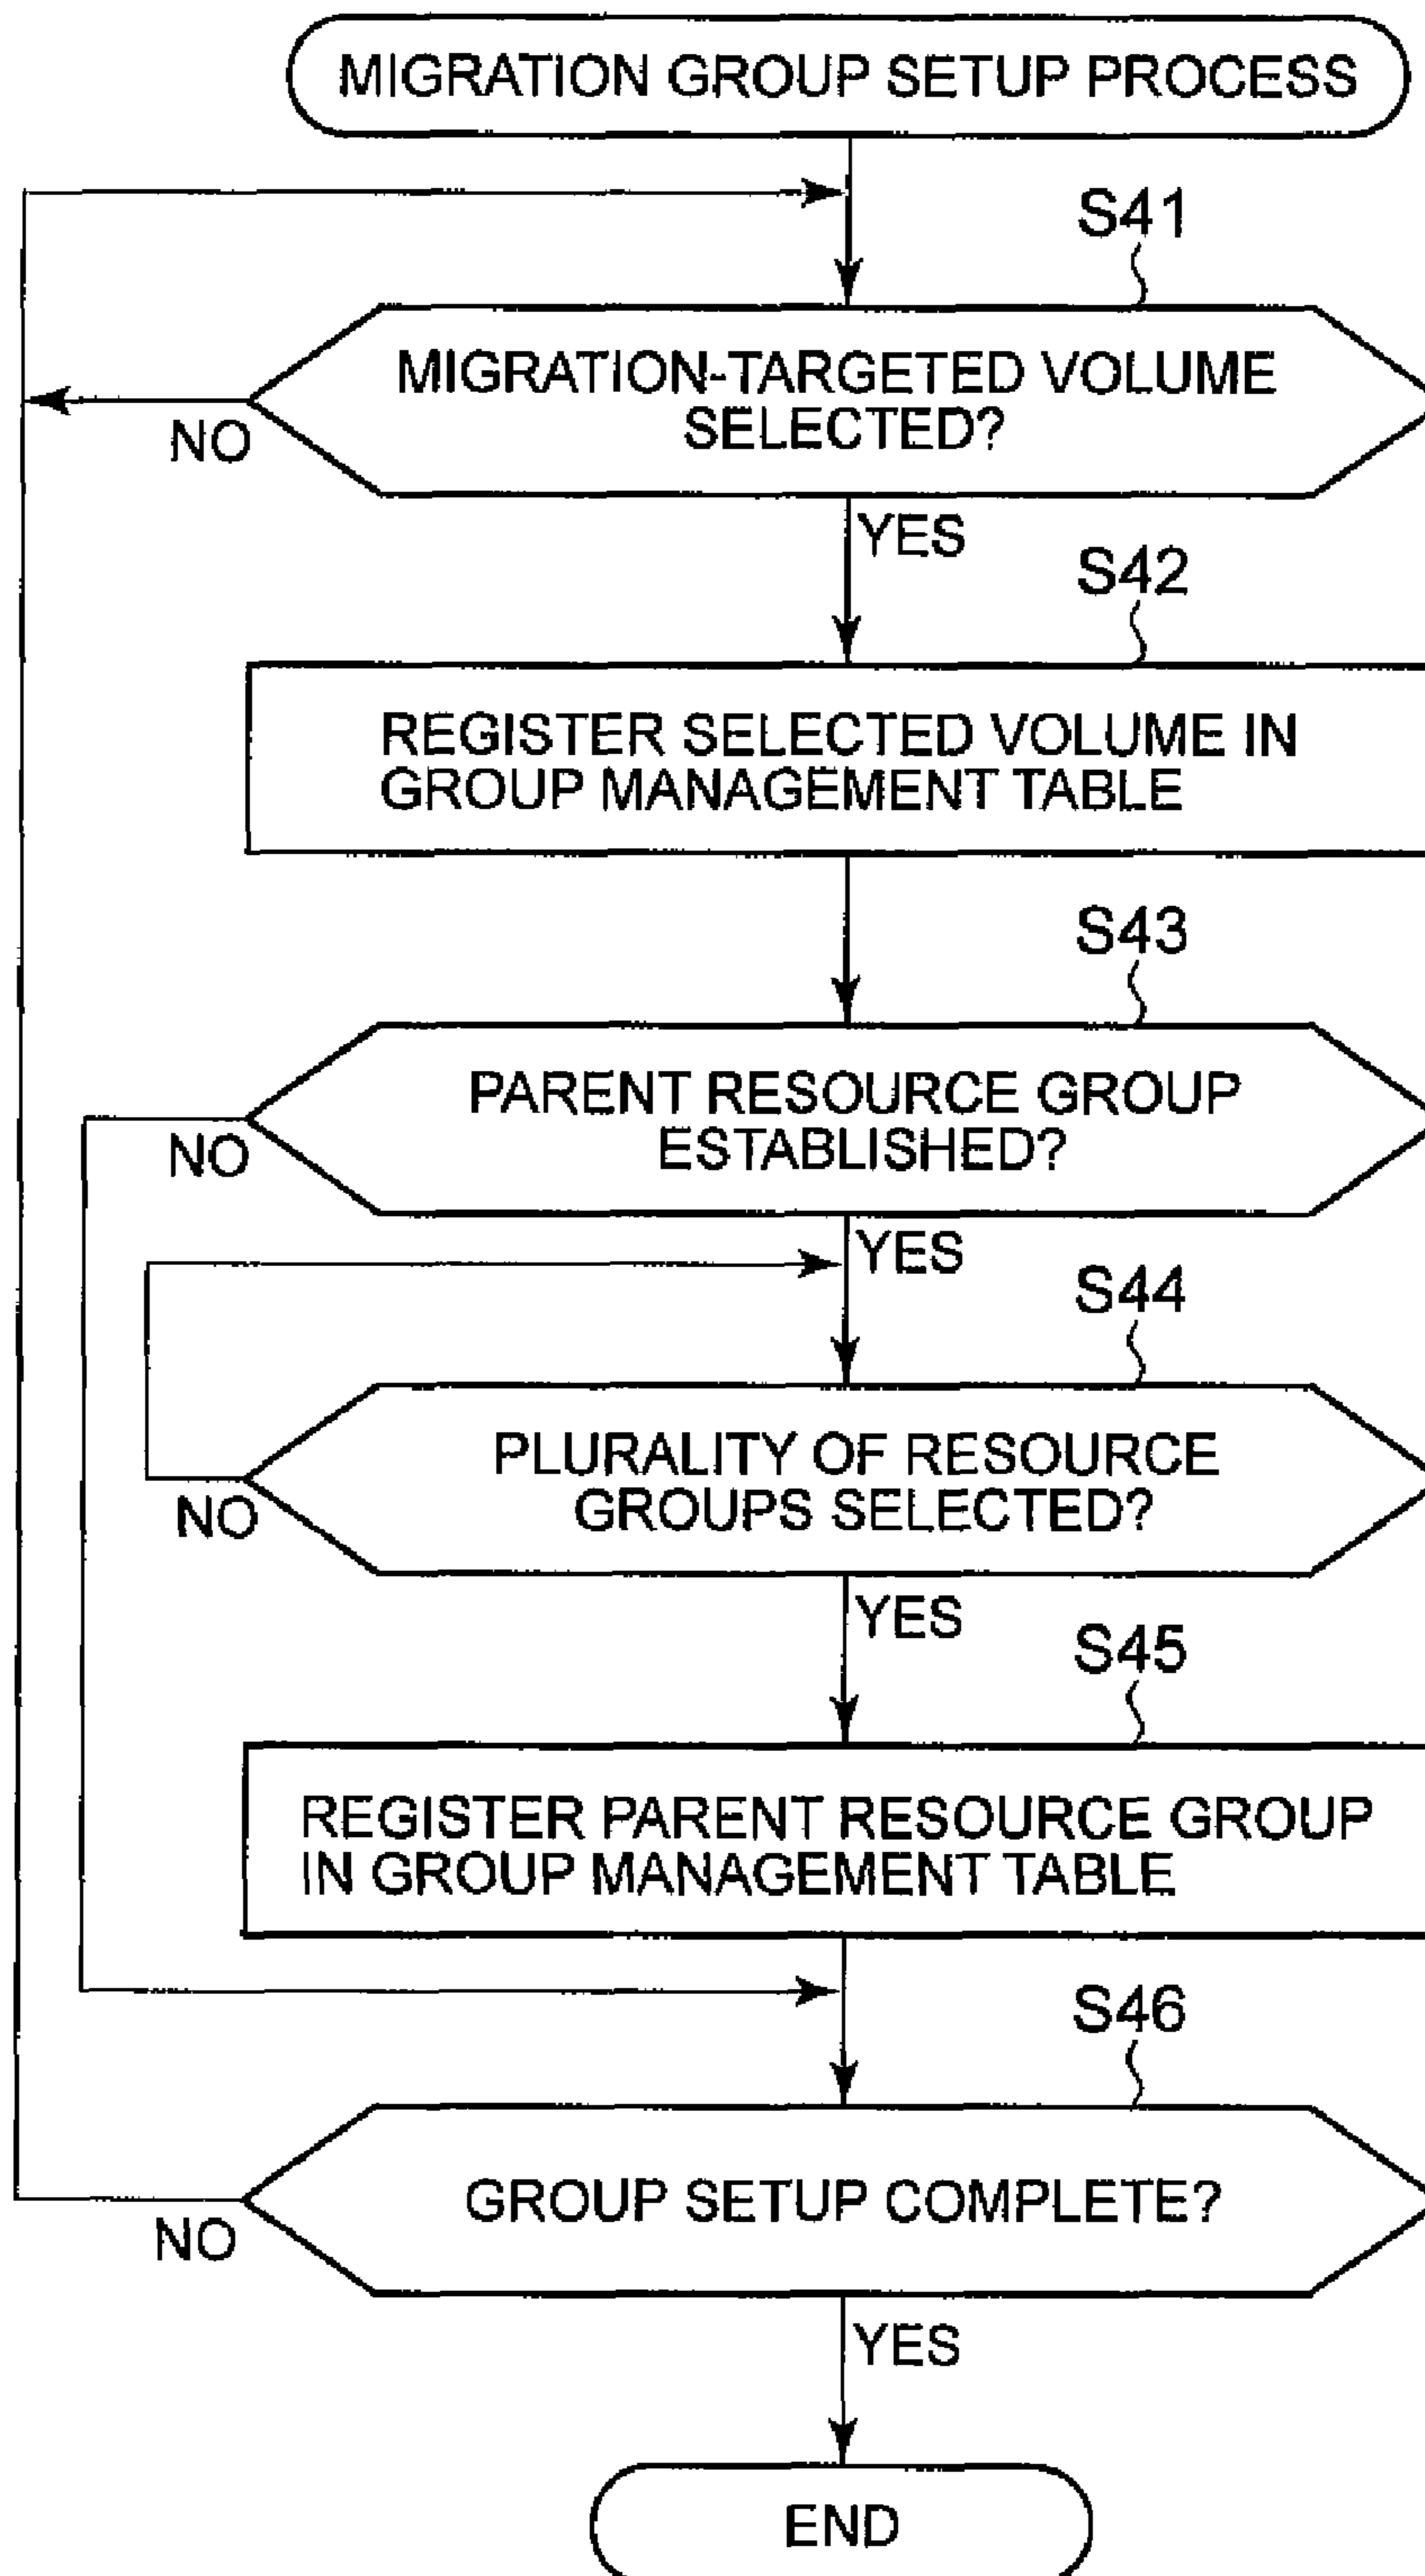 MIGRATION GROUP SETUP PROCESS
S41
MIGRATION-TARGETED VOLUME
SELECTED?
NO
YES
S42
REGISTER SELECTED VOLUME IN
GROUP MANAGEMENT TABLE
S43
PARENT RESOURCE GROUP
ESTABLISHED?
NO
YES
S44
PLURALITY OF RESOURCE
GROUPS SELECTED?
NO
YES
S45
REGISTER PARENT RESOURCE GROUP
IN GROUP MANAGEMENT TABLE
S46
GROUP SETUP COMPLETE?
NO
YES
END